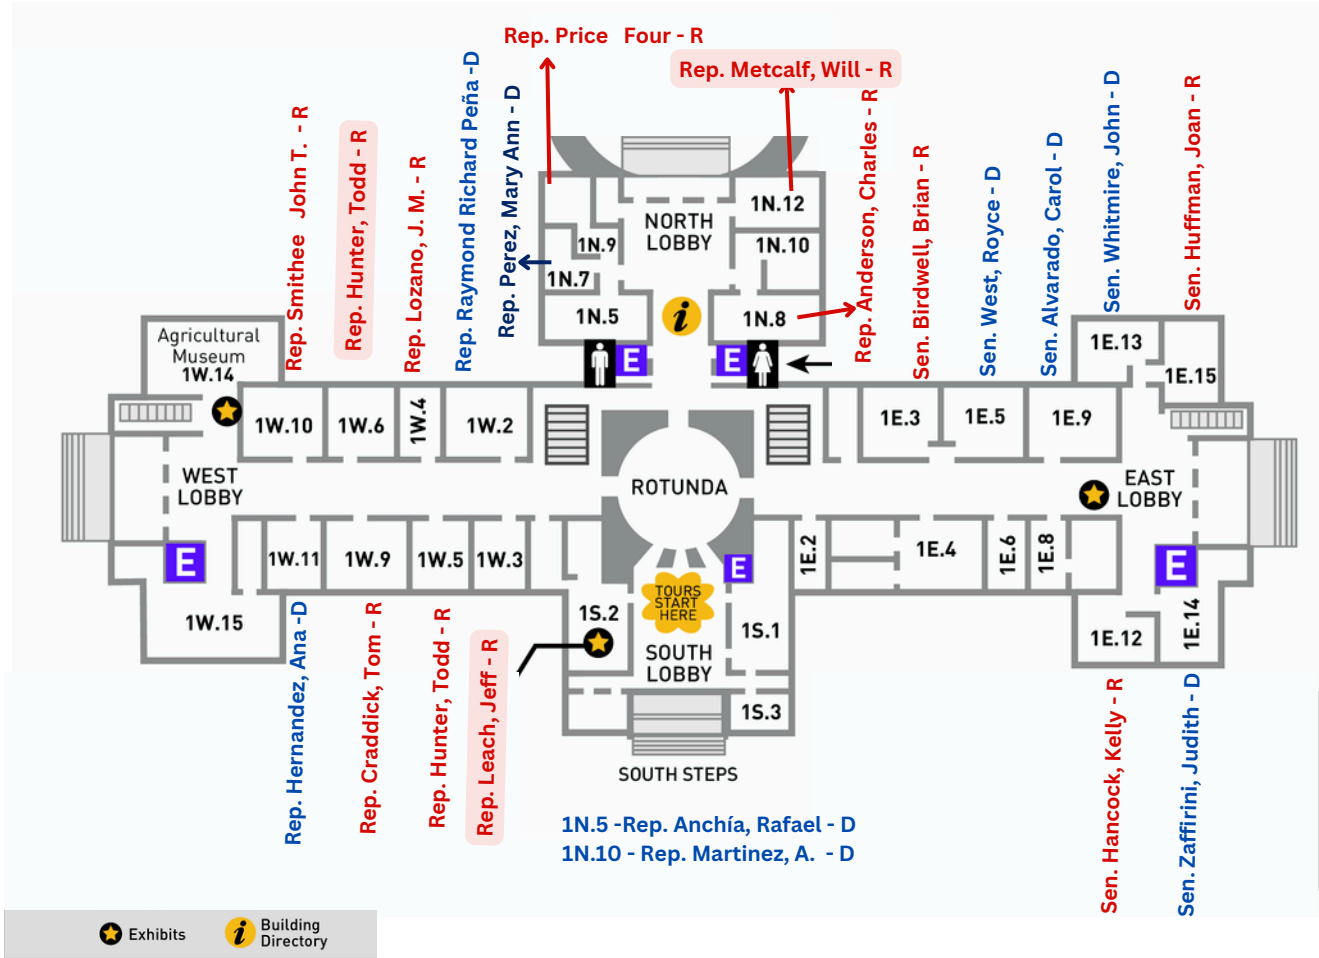 Rep. Price Four - R
Rep. Metcalf, Will - R
Rep. Smithee John T. - R
Rep. Hunter, Todd - R
Rep. Lozano, J. M. - R
Rep. Raymond Richard Peña -D
Rep. Perez, Mary Ann - D
Rep. Anderson, Charles - R
Sen. Birdwell, Brian - R
Sen. West, Royce - D
Sen. Alvarado, Carol - D
Sen. Whitmire, John - D
Sen. Huffman, Joan - R
1N.12
NORTH
LOBBY
1N.9
1N.10
1N.7
1N.5
i
1N.8
E
E
Agricultural
Museum
1W.14
1E.13
1E.15
1W.10
1W.6
1W.4
1W.2
1E.3
1E.5
1E.9
WEST
LOBBY
ROTUNDA
EAST
LOBBY
E
1W.11
1W.9
1W.5
1W.3
E
1E.2
1E.4
1E.6
1E.8
E
TOURS
START
HERE
1W.15
1S.2
1S.1
1E.12
1E.14
SOUTH
LOBBY
1S.3
SOUTH STEPS
Rep. Hernandez, Ana -D
Rep. Craddick, Tom - R
Rep. Hunter, Todd - R
Rep. Leach, Jeff - R
Sen. Hancock, Kelly - R
Sen. Zaffirini, Judith - D
1N.5 -Rep. Anchía, Rafael - D
1N.10 - Rep. Martinez, A. - D
Exhibits
i
Building
Directory